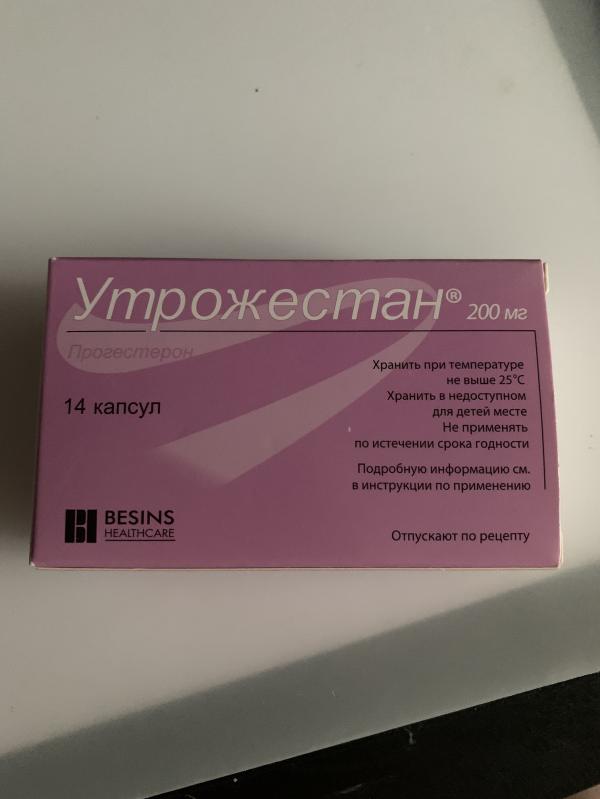 Утрожестан® 200 мг
Прогестерон
14 капсул
Хранить при температуре
не выше 25°C
Хранить в недоступном
для детей месте
Не применять
по истечении срока годности
Подробную информацию см.
в инструкции по применению
BESINS
HEALTHCARE
Отпускают по рецепту